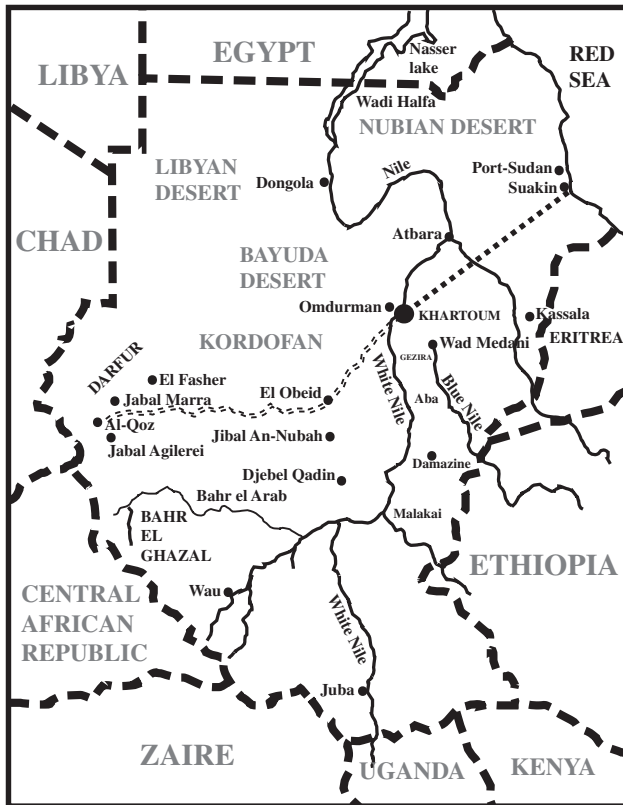 EGYPT
LIBYA
Nasser
lake
RED
SEA
Wadi Halfa
NUBIAN DESERT
LIBYAN
DESERT
Dongola
Nile
Port-Sudan
Suakin
CHAD
Atbara
BAYUDA
DESERT
Omdurman
KHARTOUM
Kassala
ERITREA
KORDOFAN
Wad Medani
GEZIRA
White Nile
Blue Nile
DARFUR
El Fasher
Jabal Marra
El Obeid
Aba
Al-Qoz
Jabal Agilerei
Jibal An-Nubah
Damazine
Djebel Qadin
Bahr el Arab
Malakai
BAHR
EL
GHAZAL
ETHIOPIA
CENTRAL
AFRICAN
REPUBLIC
Wau
White Nile
Juba
ZAIRE
UGANDA
KENYA